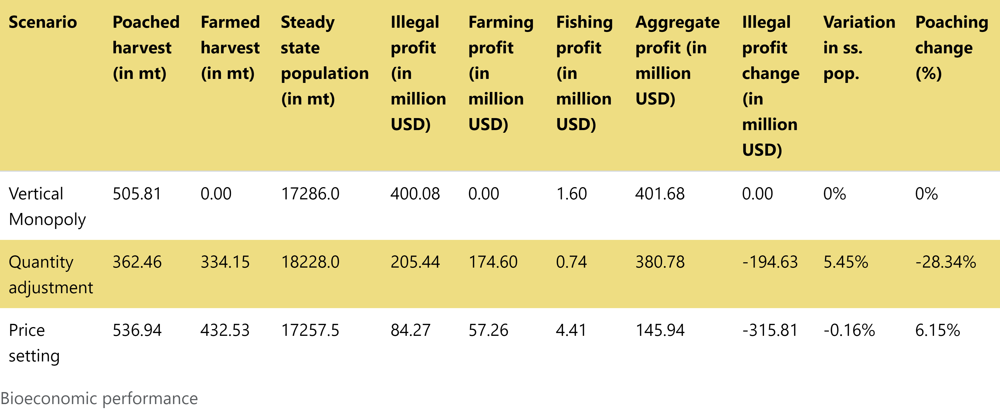 Scenario Poached Farmed Steady Illegal Farming Fishing Aggregate Illegal Variation Poaching
harvest harvest state profit profit profit profit (in profit in ss. change
(in mt) (in mt) population (in (in (in million change pop. (%)
(in mt) million million million USD) (in
USD) USD) USD) million
USD)
Vertical 505.81 0.00 17286.0 400.08 0.00 1.60 401.68 0.00 0% 0%
Monopoly
Quantity 362.46 334.15 18228.0 205.44 174.60 0.74 380.78 -194.63 5.45% -28.34%
adjustment
Price 536.94 432.53 17257.5 84.27 57.26 4.41 145.94 -315.81 -0.16% 6.15%
setting
Bioeconomic performance